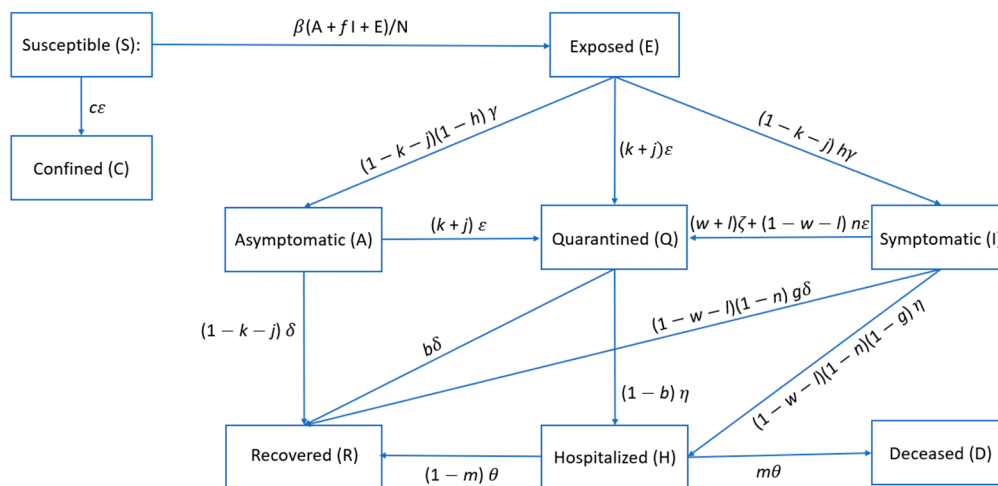 β(A + f I + E)/N
Susceptible (S):
Exposed (E)
cε
(1 – k – j)(1 – h) γ
(k + j)ε
(1 – k – j) hγ
Confined (C)
Asymptomatic (A)
(k + j) ε
Quarantined (Q)
(w + l)ζ + (1 – w – l) nε
Symptomatic (I)
(1 – k – j) δ
bδ
(1 – w – l)(1 – n) gδ
(1 – b) η
(1 – w – l)(1 – n)(1 – g) η
Recovered (R)
(1 – m) θ
Hospitalized (H)
mθ
Deceased (D)